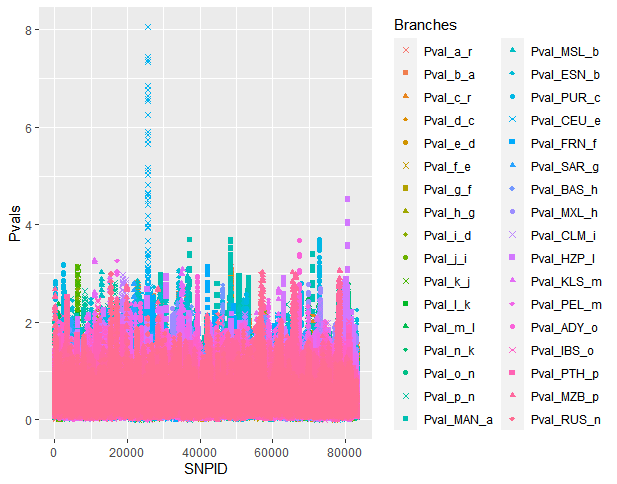 Branches
8
6
4
2
0
Pvals
0
20000
40000
60000
80000
SNPID
Pval_a_r
Pval_b_a
Pval_c_r
Pval_d_c
Pval_e_d
Pval_f_e
Pval_g_f
Pval_h_g
Pval_i_d
Pval_j_i
Pval_k_j
Pval_l_k
Pval_m_l
Pval_n_k
Pval_o_n
Pval_p_n
Pval_MAN_a
Pval_MSL_b
Pval_ESN_b
Pval_PUR_c
Pval_CEU_e
Pval_FRN_f
Pval_SAR_g
Pval_BAS_h
Pval_MXL_h
Pval_CLM_i
Pval_HZP_l
Pval_KLS_m
Pval_PEL_m
Pval_ADY_o
Pval_IBS_o
Pval_PTH_p
Pval_MZB_p
Pval_RUS_n